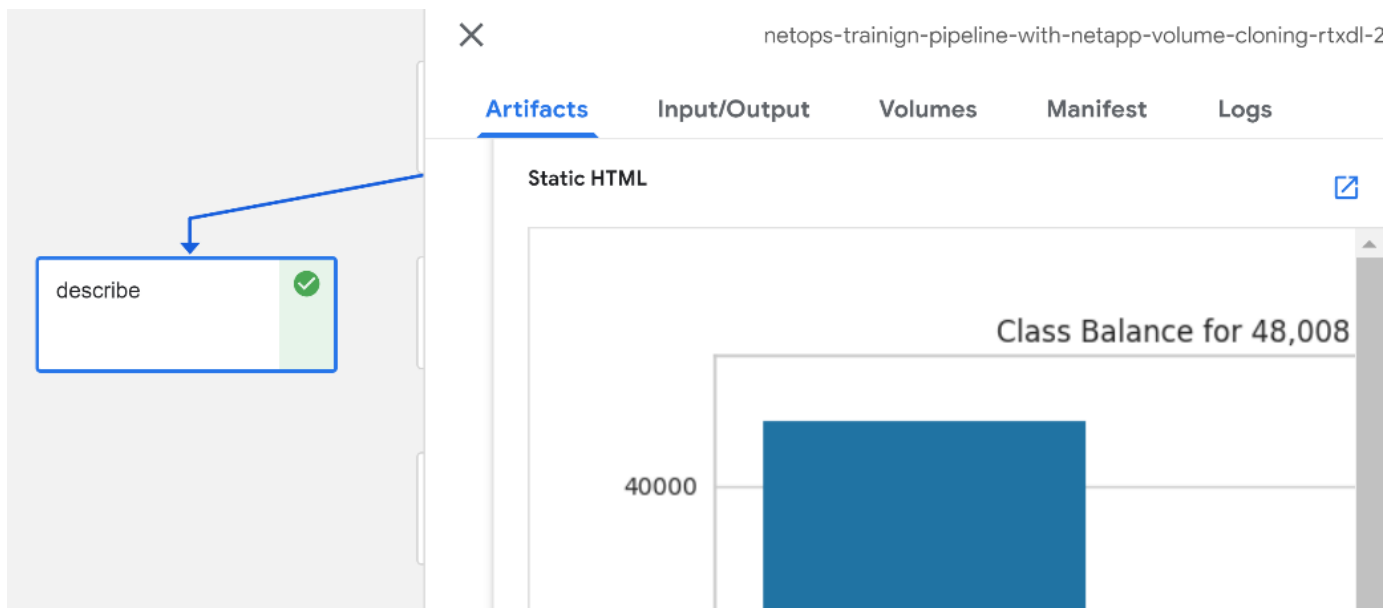 netops-trainign-pipeline-with-netapp-volume-cloning-rtxdl-2
Artifacts Input/Output Volumes Manifest Logs
Static HTML
describe
Class Balance for 48,008
40000